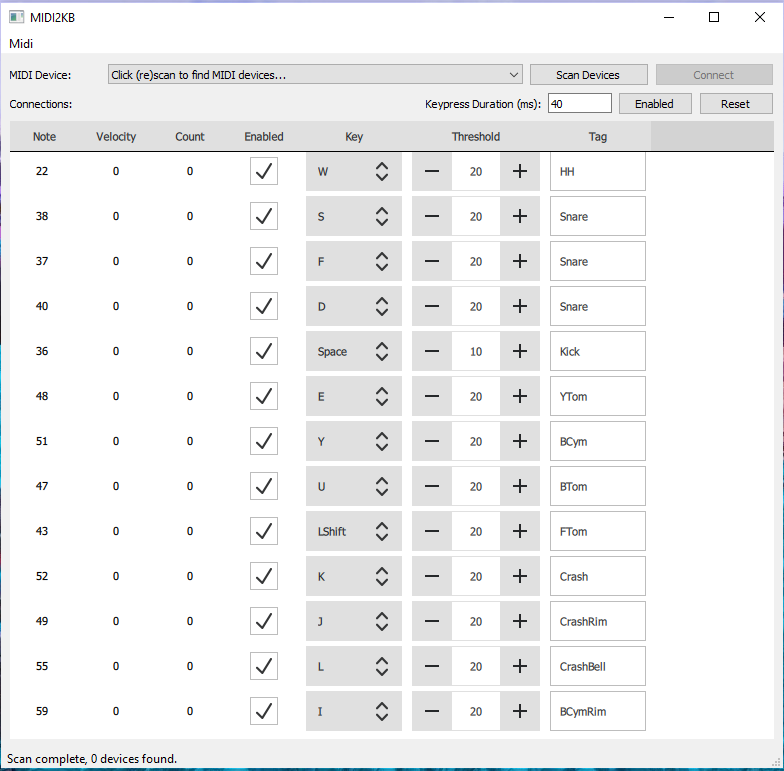 MIDI2KB
Midi
MIDI Device: Click (re)scan to find MIDI devices... Scan Devices Connect
Connections: Keypress Duration (ms): 40 Enabled Reset
Note Velocity Count Enabled Key Threshold Tag
22 0 0 W 20 HH
38 0 0 S 20 Snare
37 0 0 F 20 Snare
40 0 0 D 20 Snare
36 0 0 Space 10 Kick
48 0 0 E 20 YTom
51 0 0 Y 20 BCym
47 0 0 U 20 BTom
43 0 0 LShift 20 FTom
52 0 0 K 20 Crash
49 0 0 J 20 CrashRim
55 0 0 L 20 CrashBell
59 0 0 I 20 BCymRim
Scan complete, 0 devices found.